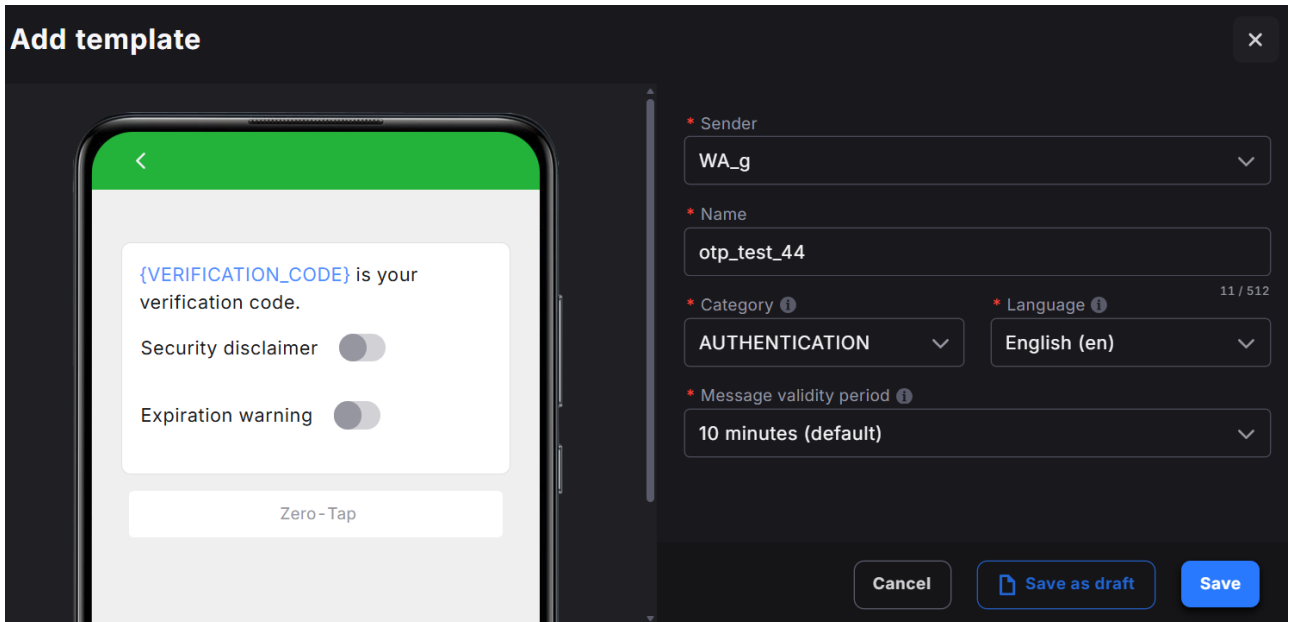 Add template
{VERIFICATION_CODE} is your
verification code.
Security disclaimer
Expiration warning
Zero-Tap
* Sender
WA_g
* Name
otp_test_44
11 / 512
* Category
AUTHENTICATION
* Language
English (en)
* Message validity period
10 minutes (default)
Cancel
Save as draft
Save